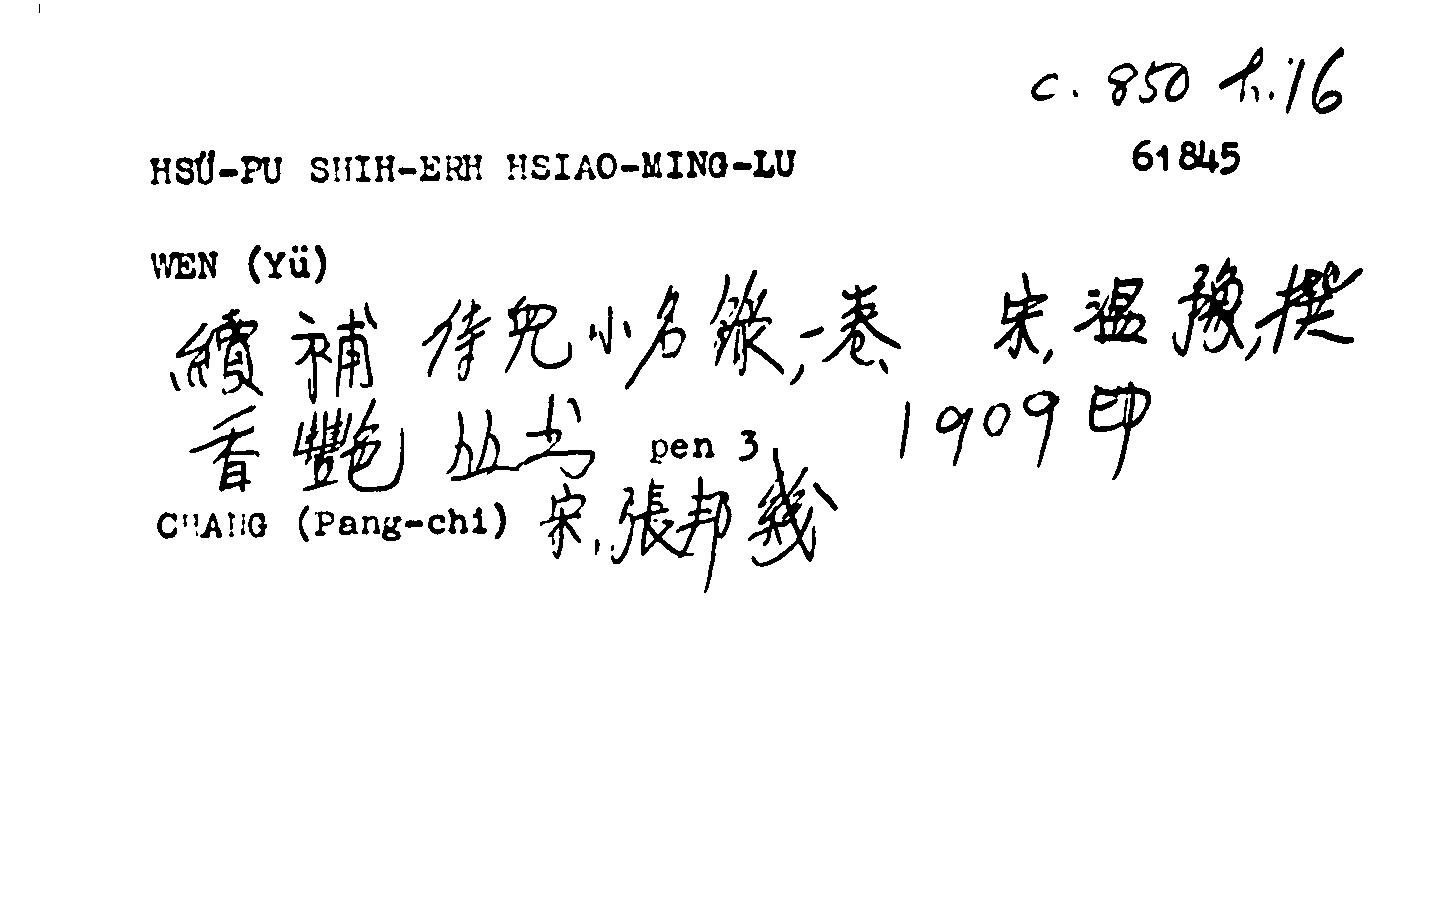 c. 850 h.16
HSÜ-PU SHIH-ERH HSIAO-MING-LU 61845
WEN (Yü)
續補侍兒小名錄,一卷 宋,溫豫,撰
香豔丛书 pen 3 1909印
CHANG (Pang-chi) 宋,張邦幾